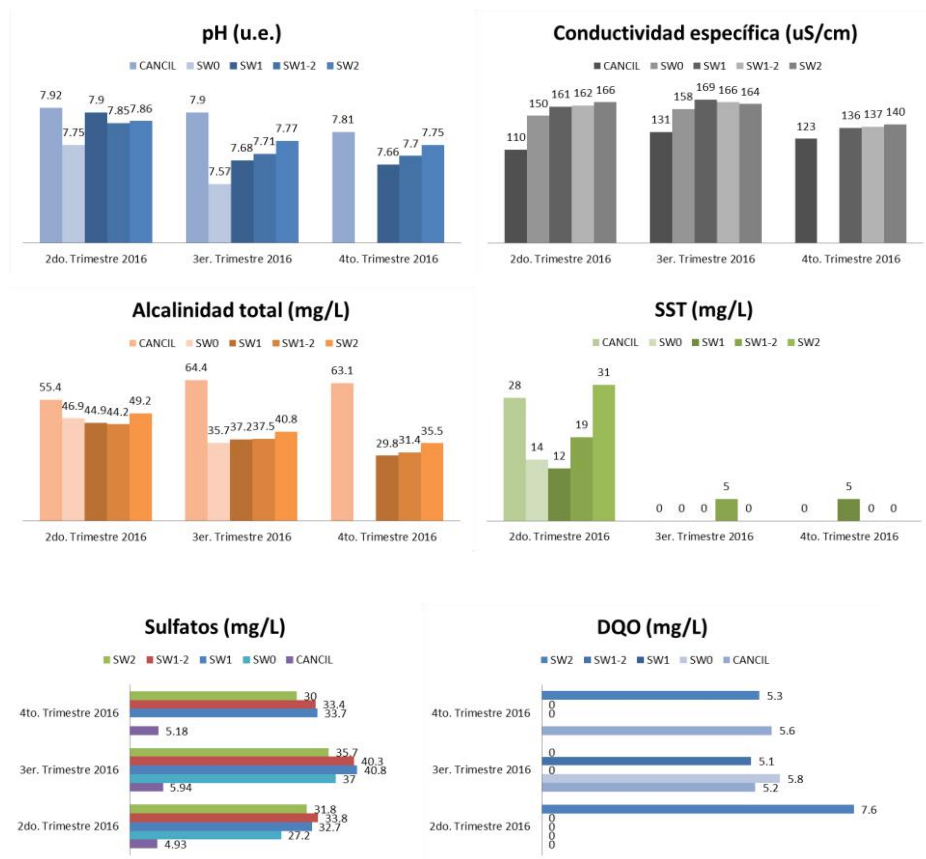 pH (u.e.)
CANCIL SW0 SW1 SW1-2 SW2
7.92 7.75 7.9 7.85 7.86
7.9 7.57 7.68 7.71 7.77
7.81 7.66 7.7 7.75
2do. Trimestre 2016 3er. Trimestre 2016 4to. Trimestre 2016
Conductividad específica (uS/cm)
CANCIL SW0 SW1 SW1-2 SW2
110 150 161 162 166
131 158 169 166 164
123 136 137 140
2do. Trimestre 2016 3er. Trimestre 2016 4to. Trimestre 2016
Alcalinidad total (mg/L)
CANCIL SW0 SW1 SW1-2 SW2
55.4 46.9 44.9 44.2 49.2
64.4 35.7 37.2 37.5 40.8
63.1 29.8 31.4 35.5
2do. Trimestre 2016 3er. Trimestre 2016 4to. Trimestre 2016
SST (mg/L)
CANCIL SW0 SW1 SW1-2 SW2
28 14 12 19 31
0 0 0 5 0
0 5 0 0
2do. Trimestre 2016 3er. Trimestre 2016 4to. Trimestre 2016
Sulfatos (mg/L)
SW2 SW1-2 SW1 SW0 CANCIL
30
33.4
4to. Trimestre 2016 33.7
5.18
35.7
40.3
3er. Trimestre 2016 40.8
37
5.94
31.8
33.8
2do. Trimestre 2016 32.7
27.2
4.93
DQO (mg/L)
SW2 SW1-2 SW1 SW0 CANCIL
5.3
0
4to. Trimestre 2016 0
5.6
0
5.1
3er. Trimestre 2016 0
5.8
5.2
7.6
0
2do. Trimestre 2016 0
0
0